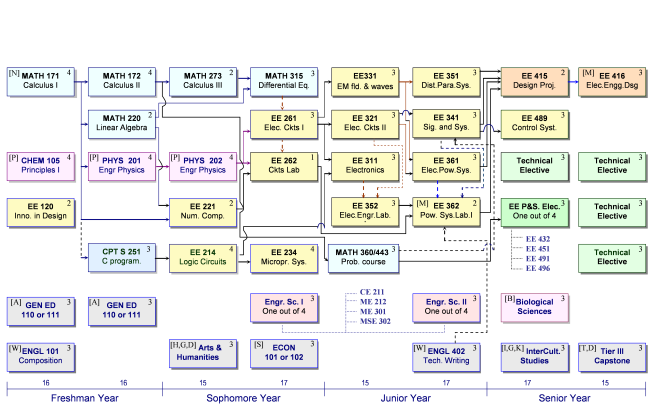 [N] MATH 171 4
Calculus I
MATH 172 4
Calculus II
MATH 273 2
Calculus III
MATH 315 3
Differential Eq.
EE331 3
EM fld. & waves
EE 351 3
Dist.Para.Sys.
EE 415 2
Design Proj.
[M] EE 416 3
Elec.Engg.Dsg
MATH 220 2
Linear Algebra
EE 261 3
Elec. Ckts I
EE 321 3
Elec. Ckts II
EE 341 3
Sig. and Sys.
EE 489 3
Control Syst.
[P] CHEM 105 4
Principles I
[P] PHYS 201 4
Engr Physics
[P] PHYS 202 4
Engr Physics
EE 262 1
Ckts Lab
EE 311 3
Electronics
EE 361 3
Elec.Pow.Sys.
Technical 3
Elective
Technical 3
Elective
EE 120 2
Inno. in Design
EE 221 2
Num. Comp.
EE 352 3
Elec.Engr.Lab.
[M] EE 362 2
Pow. Sys.Lab.I
EE P&S. Elec. 3
One out of 4
Technical 3
Elective
EE 432
EE 451
EE 491
EE 496
CPT S 251 3
C program.
EE 214 4
Logic Circuits
EE 234 4
Micropr. Sys.
MATH 360/443 3
Prob. course
Technical 3
Elective
[A] GEN ED 3
110 or 111
[A] GEN ED 3
110 or 111
Engr. Sc. I 3
One out of 4
CE 211
ME 212
ME 301
MSE 302
Engr. Sc. II 3
One out of 4
[B] Biological 3
Sciences
[W] ENGL 101 3
Composition
[H,G,D] Arts & 3
Humanities
[S] ECON 3
101 or 102
[W] ENGL 402 3
Tech. Writing
[I,G,K] InterCult. 3
Studies
[T,D] Tier III 3
Capstone
16 16 15 17 15 17 17 15
Freshman Year Sophomore Year Junior Year Senior Year